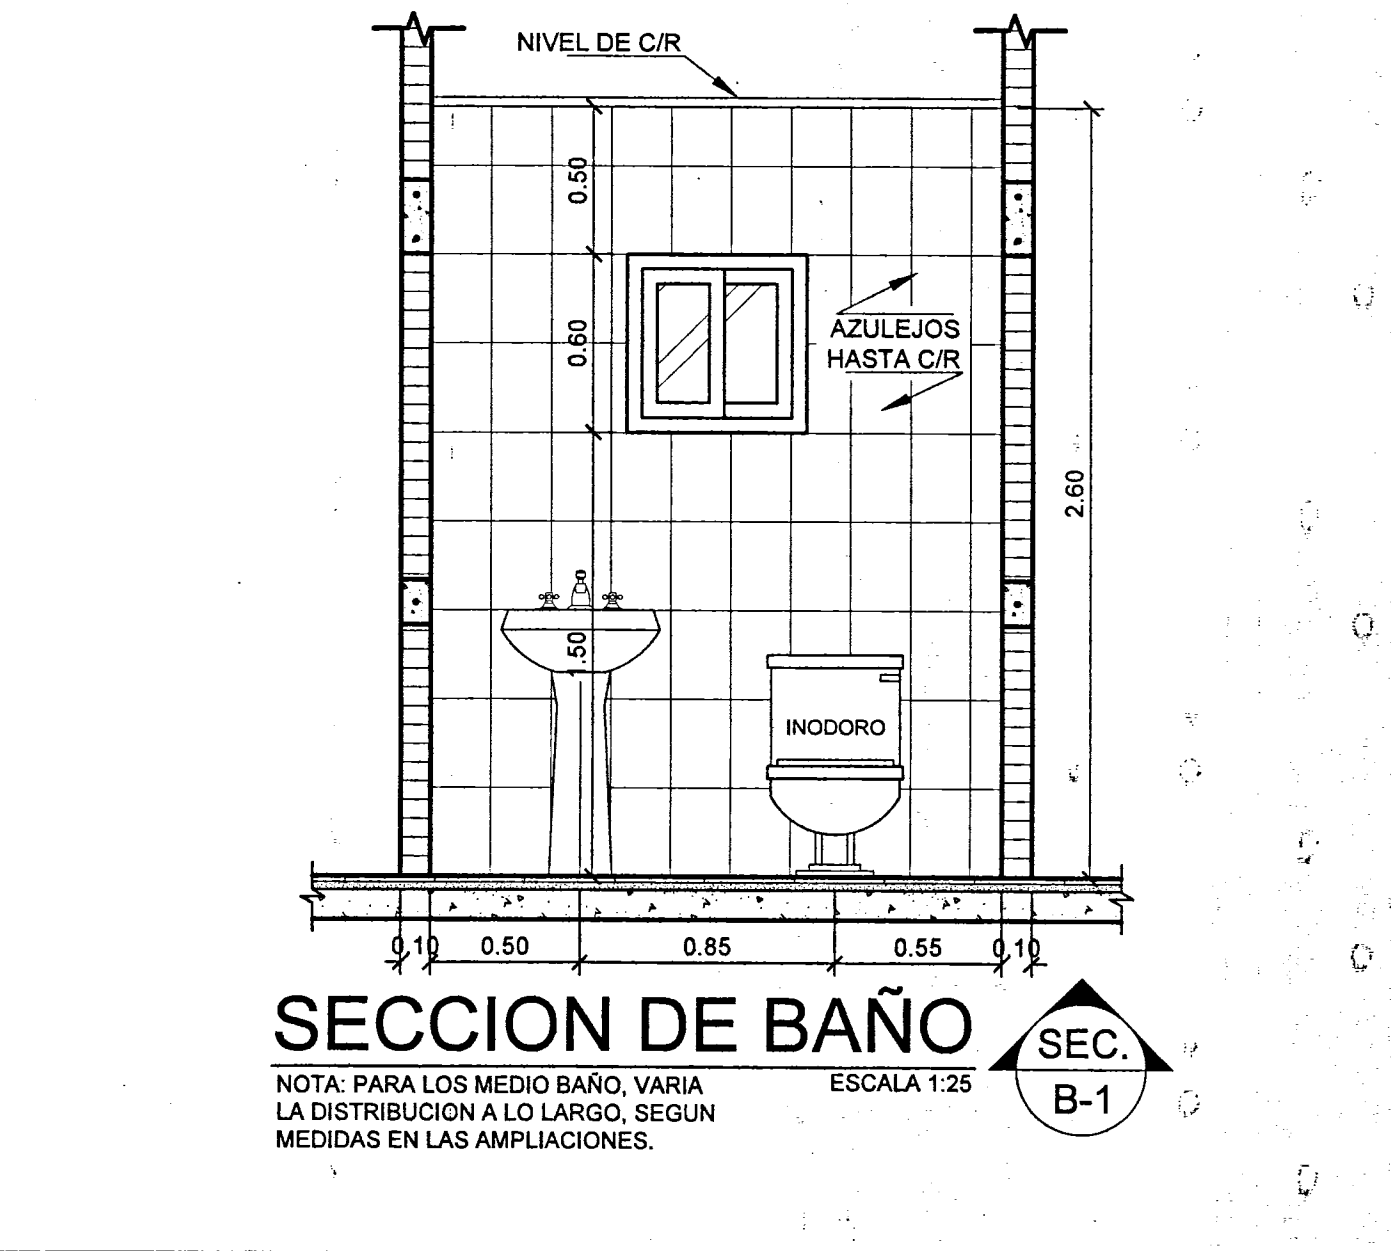 NIVEL DE C/R
0.50
0.60
AZULEJOS
HASTA C/R
2.60
1.50
INODORO
0.10
0.50
0.85
0.55
0.10
SECCION DE BAÑO
ESCALA 1:25
NOTA: PARA LOS MEDIO BAÑO, VARIA
LA DISTRIBUCION A LO LARGO, SEGUN
MEDIDAS EN LAS AMPLIACIONES.
SEC.
B-1